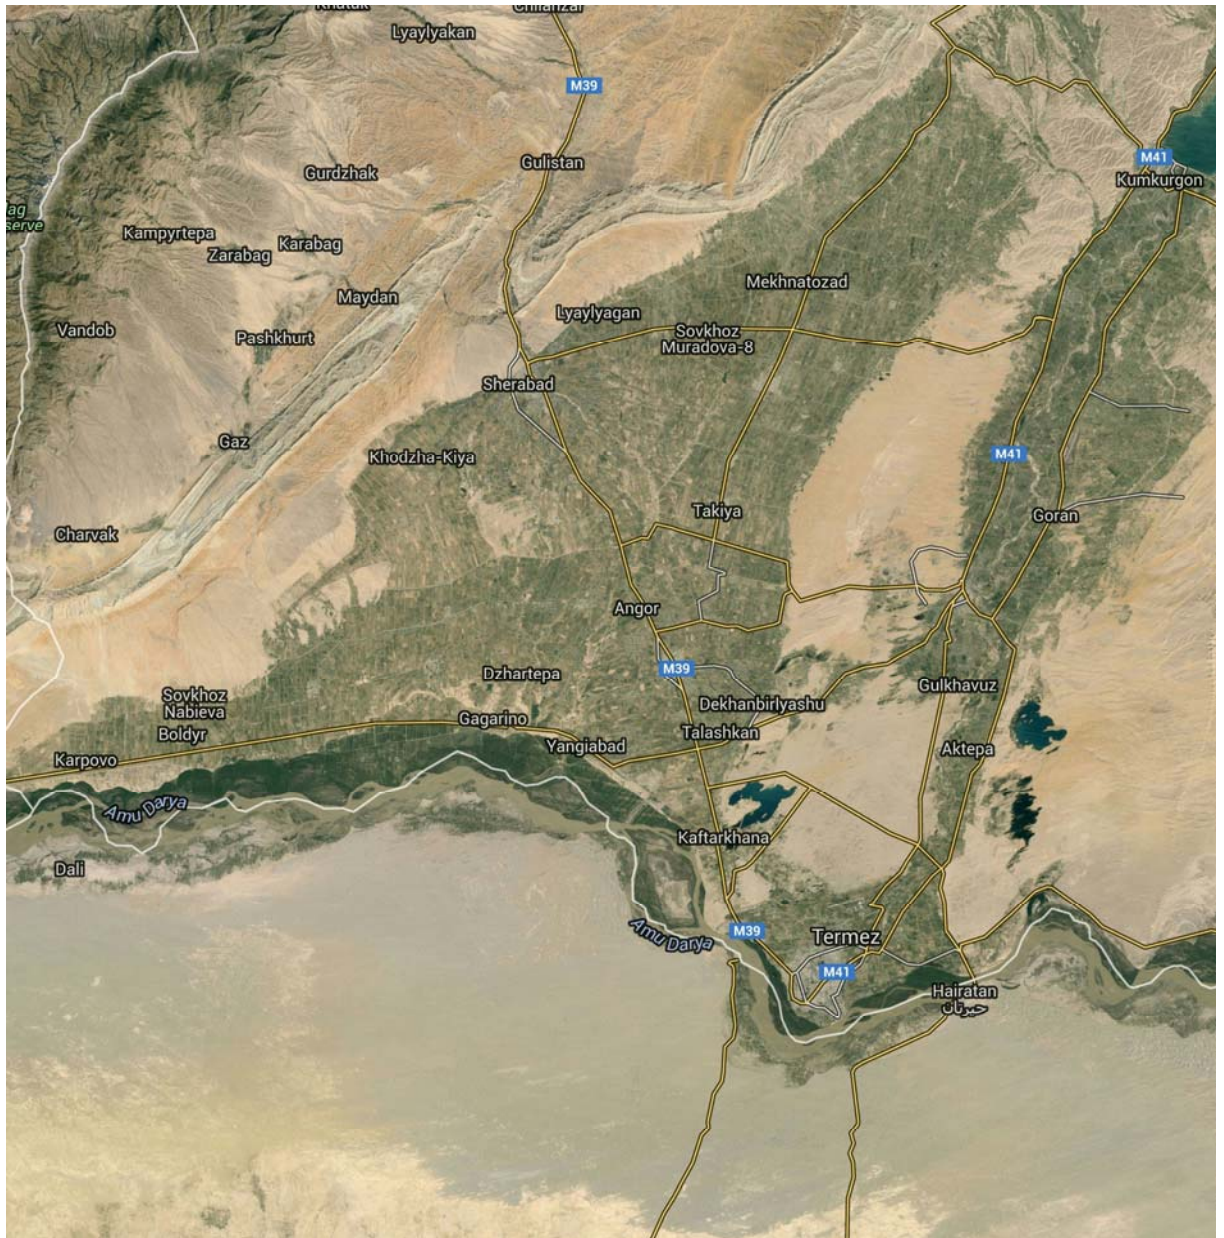 Lyaylyakan
M39
Gulistan
M41
Kumkurgon
Gurdzhak
serve
Kampyrtepa
Karabag
Zarabag
Mekhnatozad
Maydan
Lyaylyagan
Vandob
Pashkhurt
Sovkhoz
Muradova-8
Sherabad
Gaz
Khodzha-Kiya
M41
Takiya
Goran
Charvak
Angor
M39
Dzhartepa
Gulkhavuz
Sovkhoz
Nabieva
Dekhanbirlyashu
Boldyr
Gagarino
Talashkan
Yangiabad
Aktepa
Karpovo
Amu Darya
Kaftarkhana
Dali
Amu Darya
M39
Termez
M41
Hairatan
حيرتان